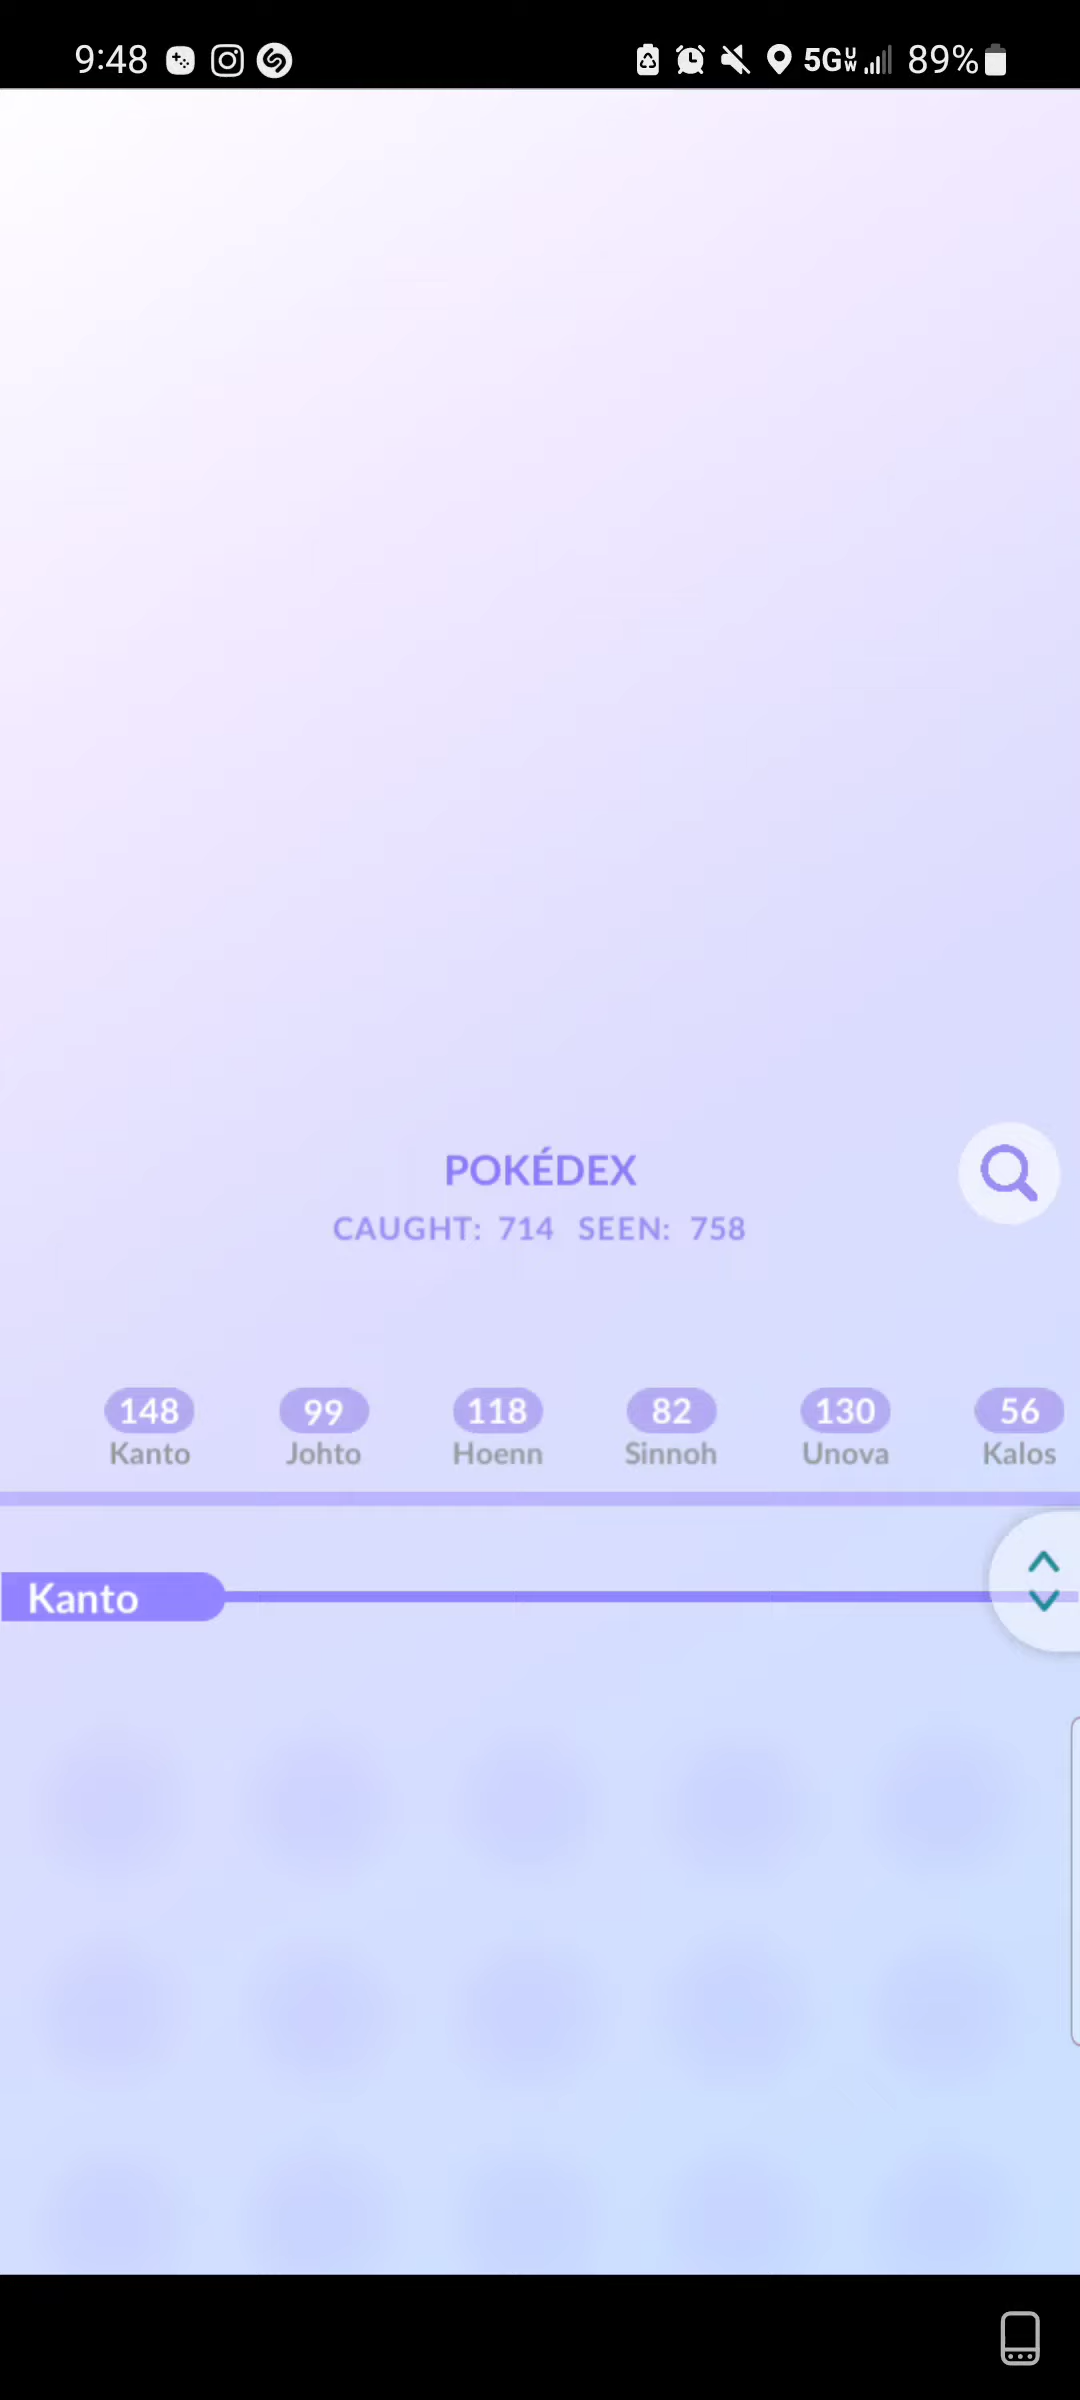 9:48 5G UW 89%
POKÉDEX
CAUGHT: 714 SEEN: 758
148 99 118 82 130 56
Kanto Johto Hoenn Sinnoh Unova Kalos
Kanto